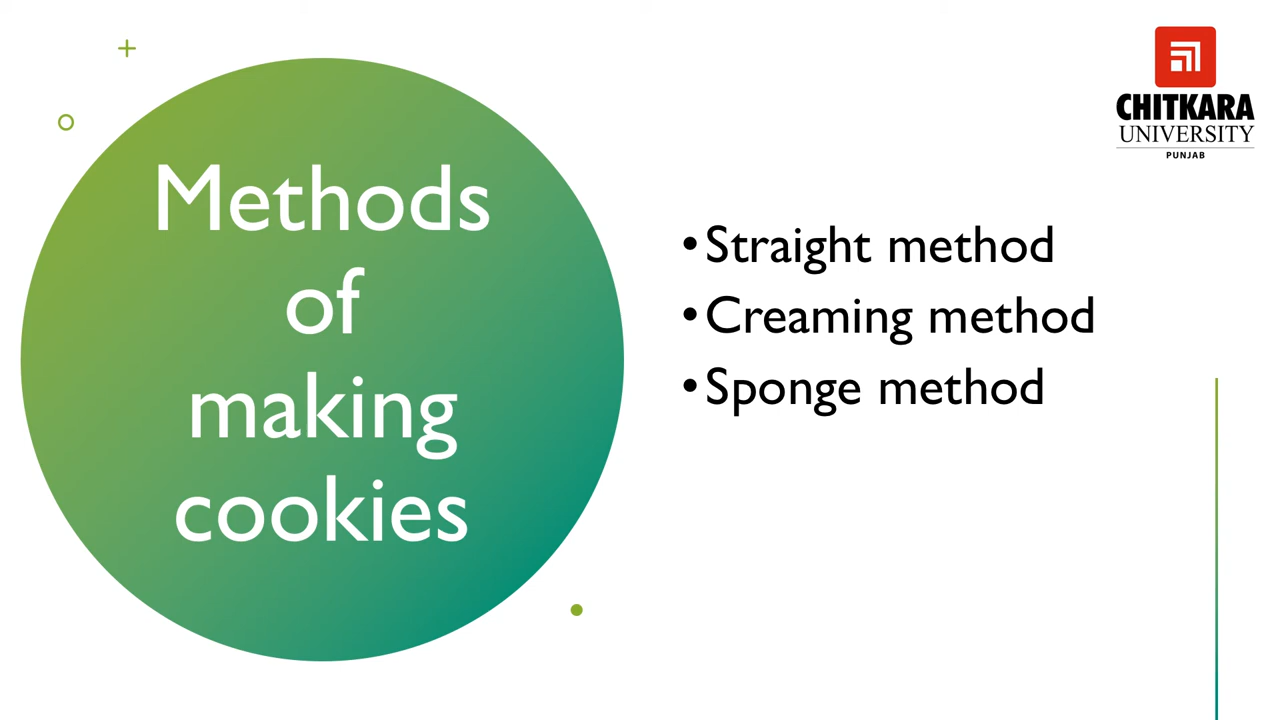 Methods
of
making
cookies
CHITKARA
UNIVERSITY
PUNJAB
•Straight method
•Creaming method
•Sponge method